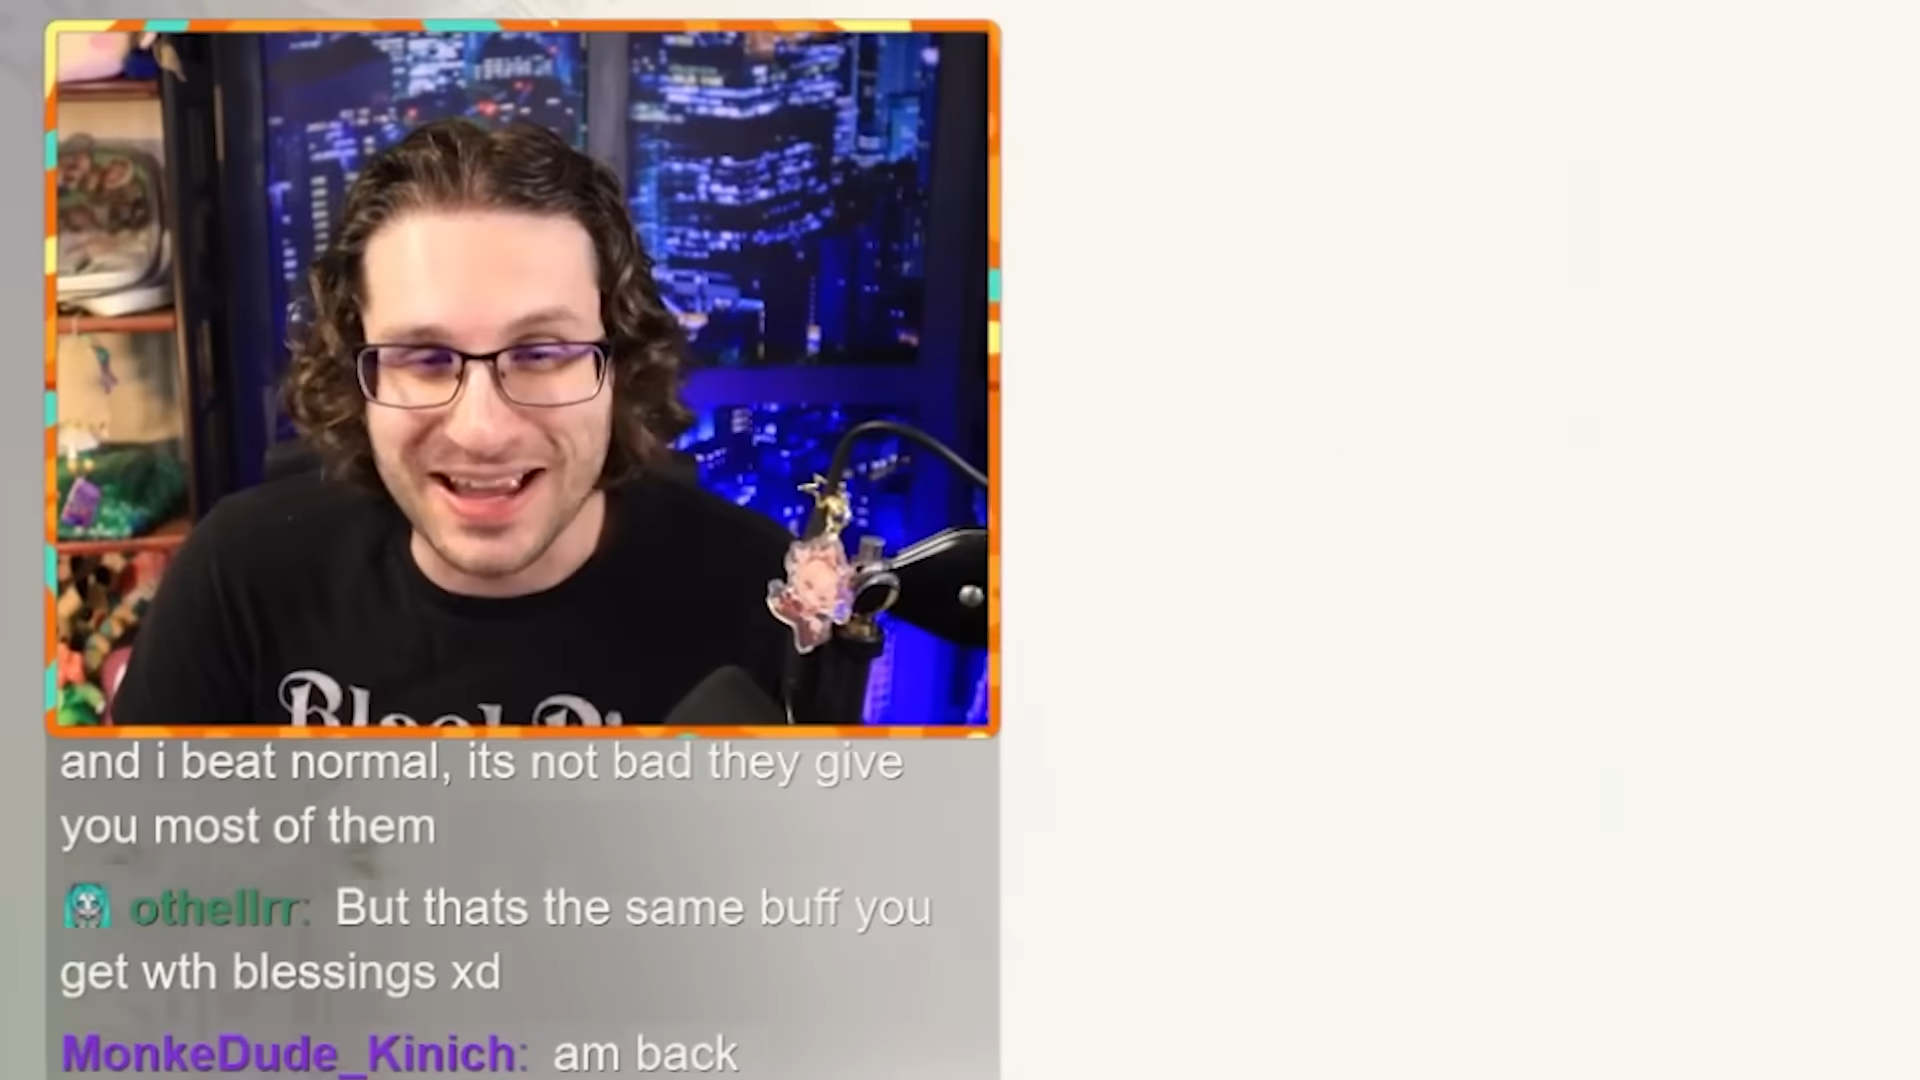 and i beat normal, its not bad they give
you most of them
othellrr: But thats the same buff you
get wth blessings xd
MonkeDude_Kinich: am back